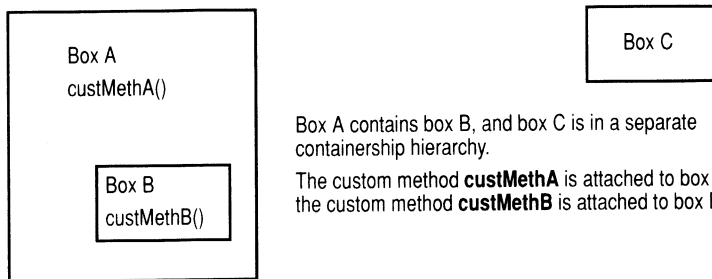 Box A
custMethA()
Box B
custMethB()
Box C
Box A contains box B, and box C is in a separate
containership hierarchy.
The custom method custMethA is attached to box
the custom method custMethB is attached to box